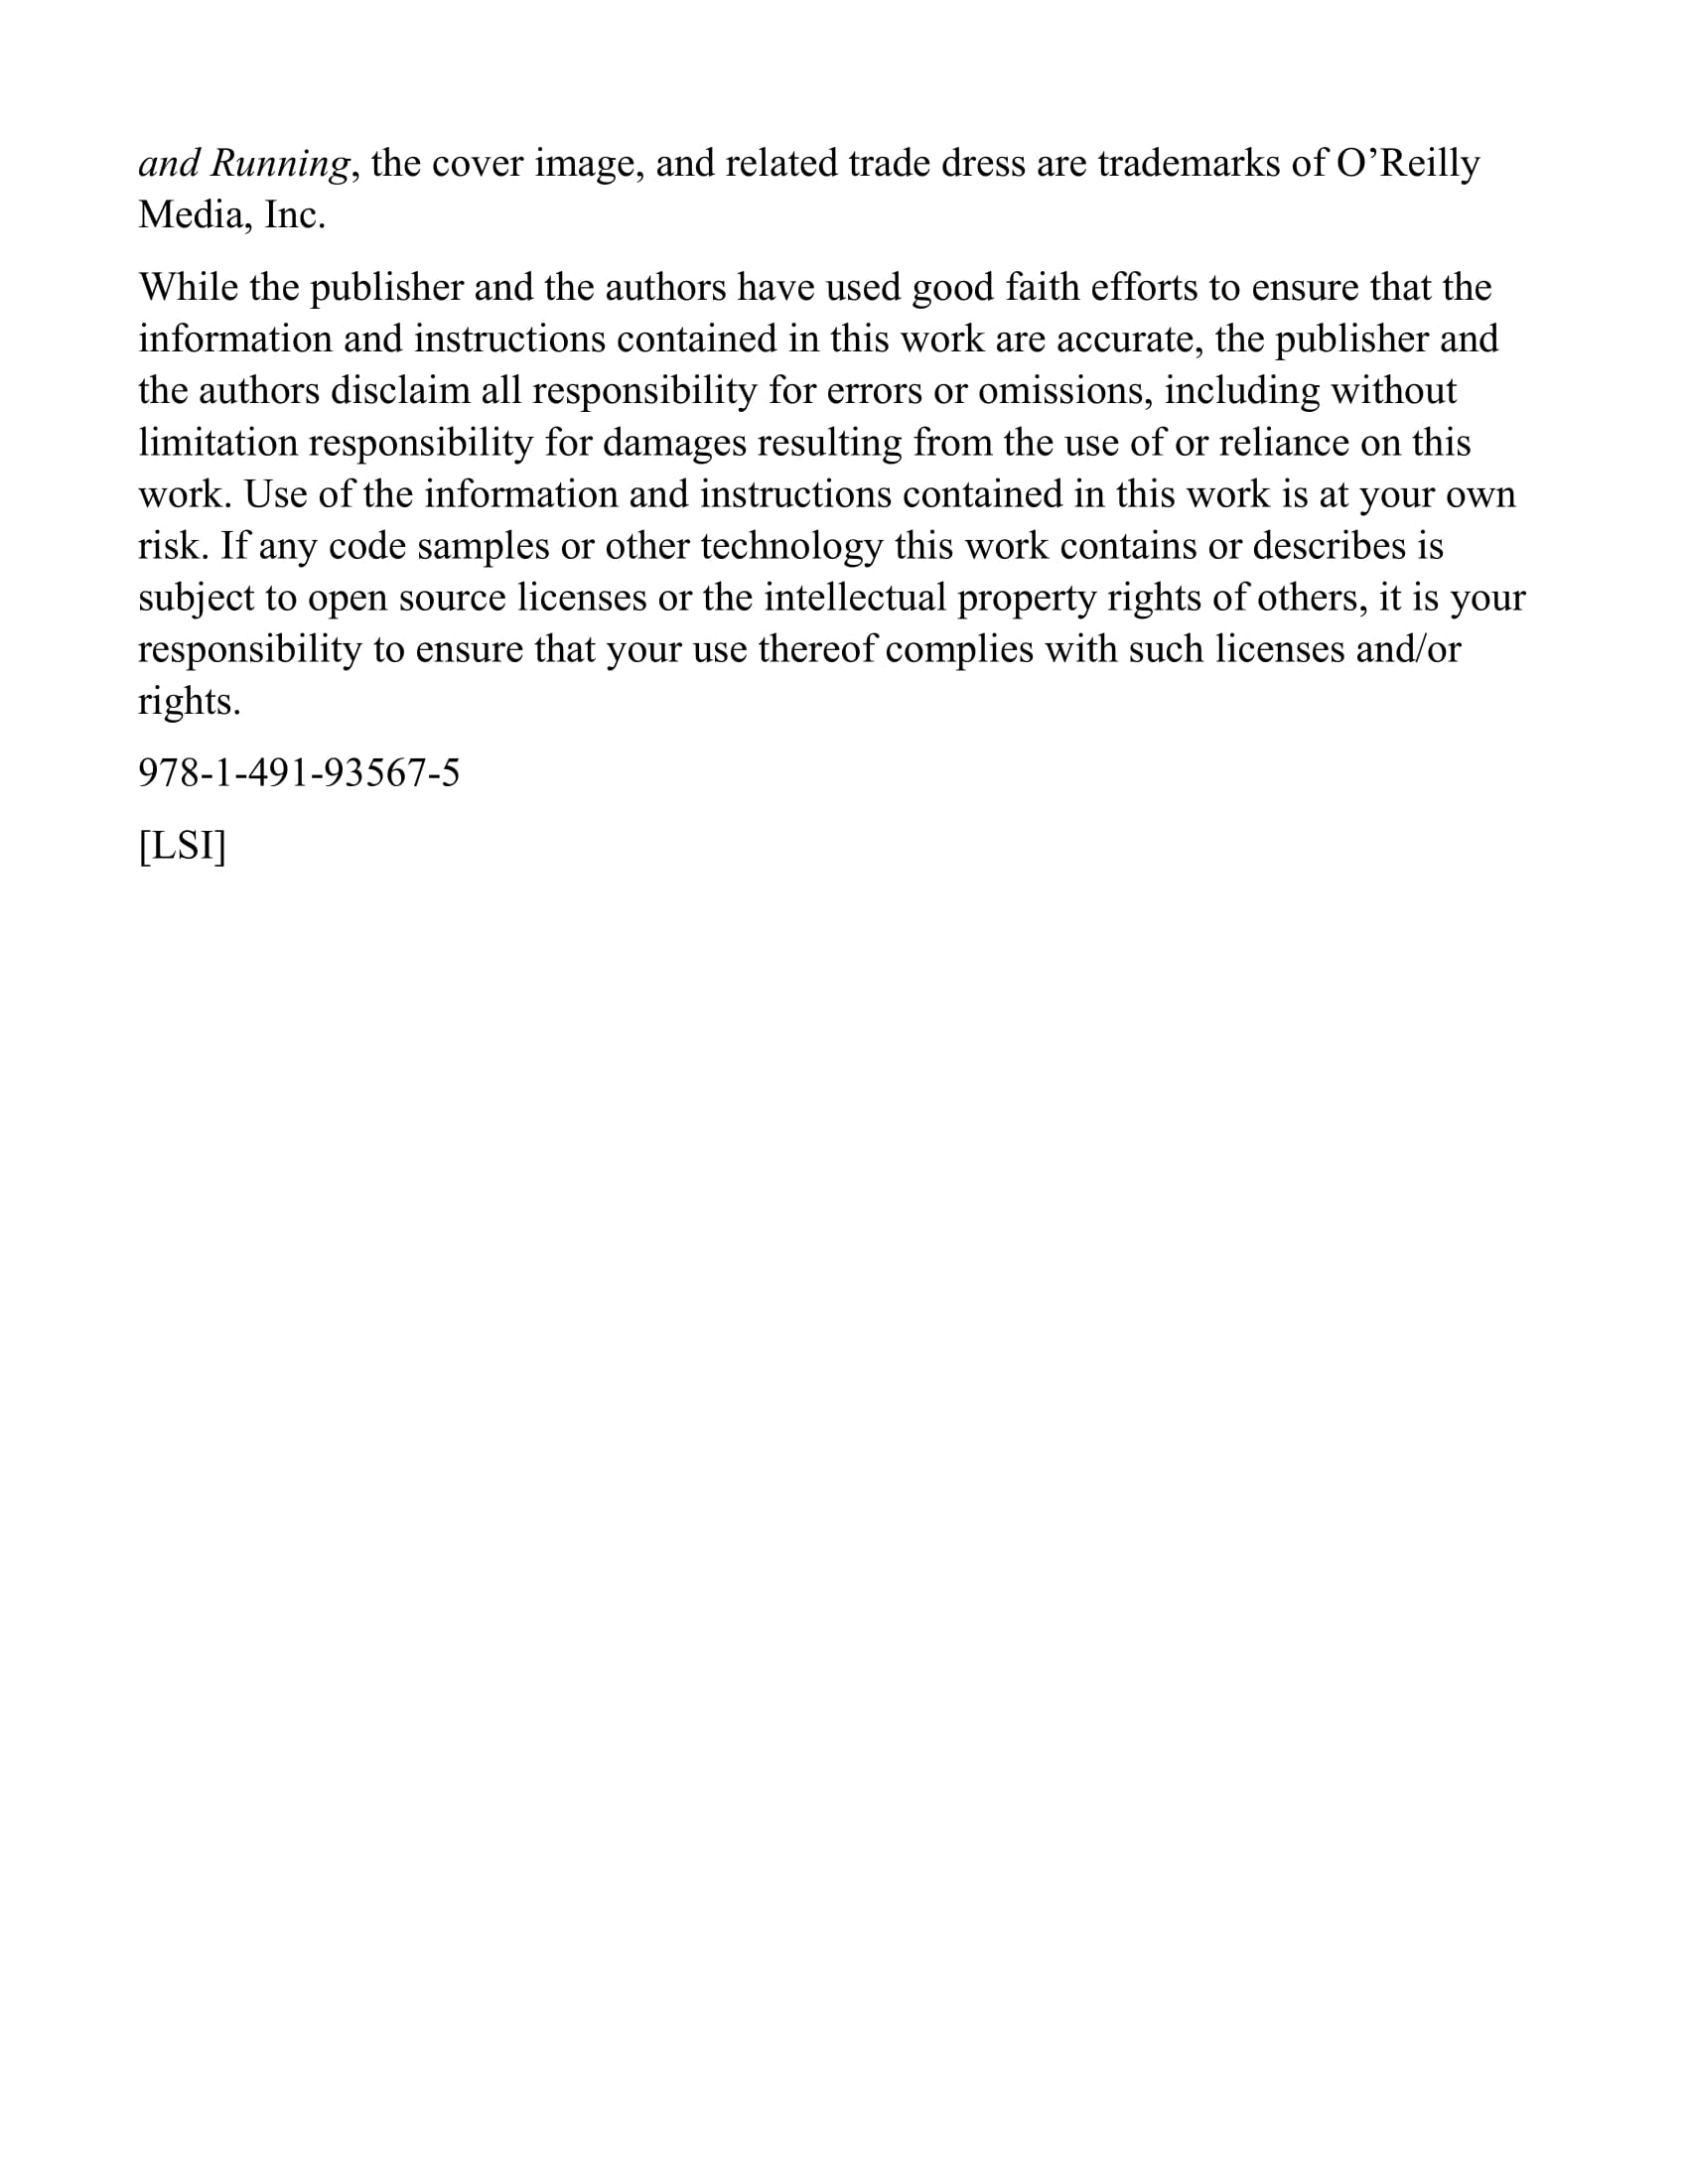 and Running, the cover image, and related trade dress are trademarks of O’Reilly
Media, Inc.
While the publisher and the authors have used good faith efforts to ensure that the
information and instructions contained in this work are accurate, the publisher and
the authors disclaim all responsibility for errors or omissions, including without
limitation responsibility for damages resulting from the use of or reliance on this
work. Use of the information and instructions contained in this work is at your own
risk. If any code samples or other technology this work contains or describes is
subject to open source licenses or the intellectual property rights of others, it is your
responsibility to ensure that your use thereof complies with such licenses and/or
rights.
978-1-491-93567-5
[LSI]